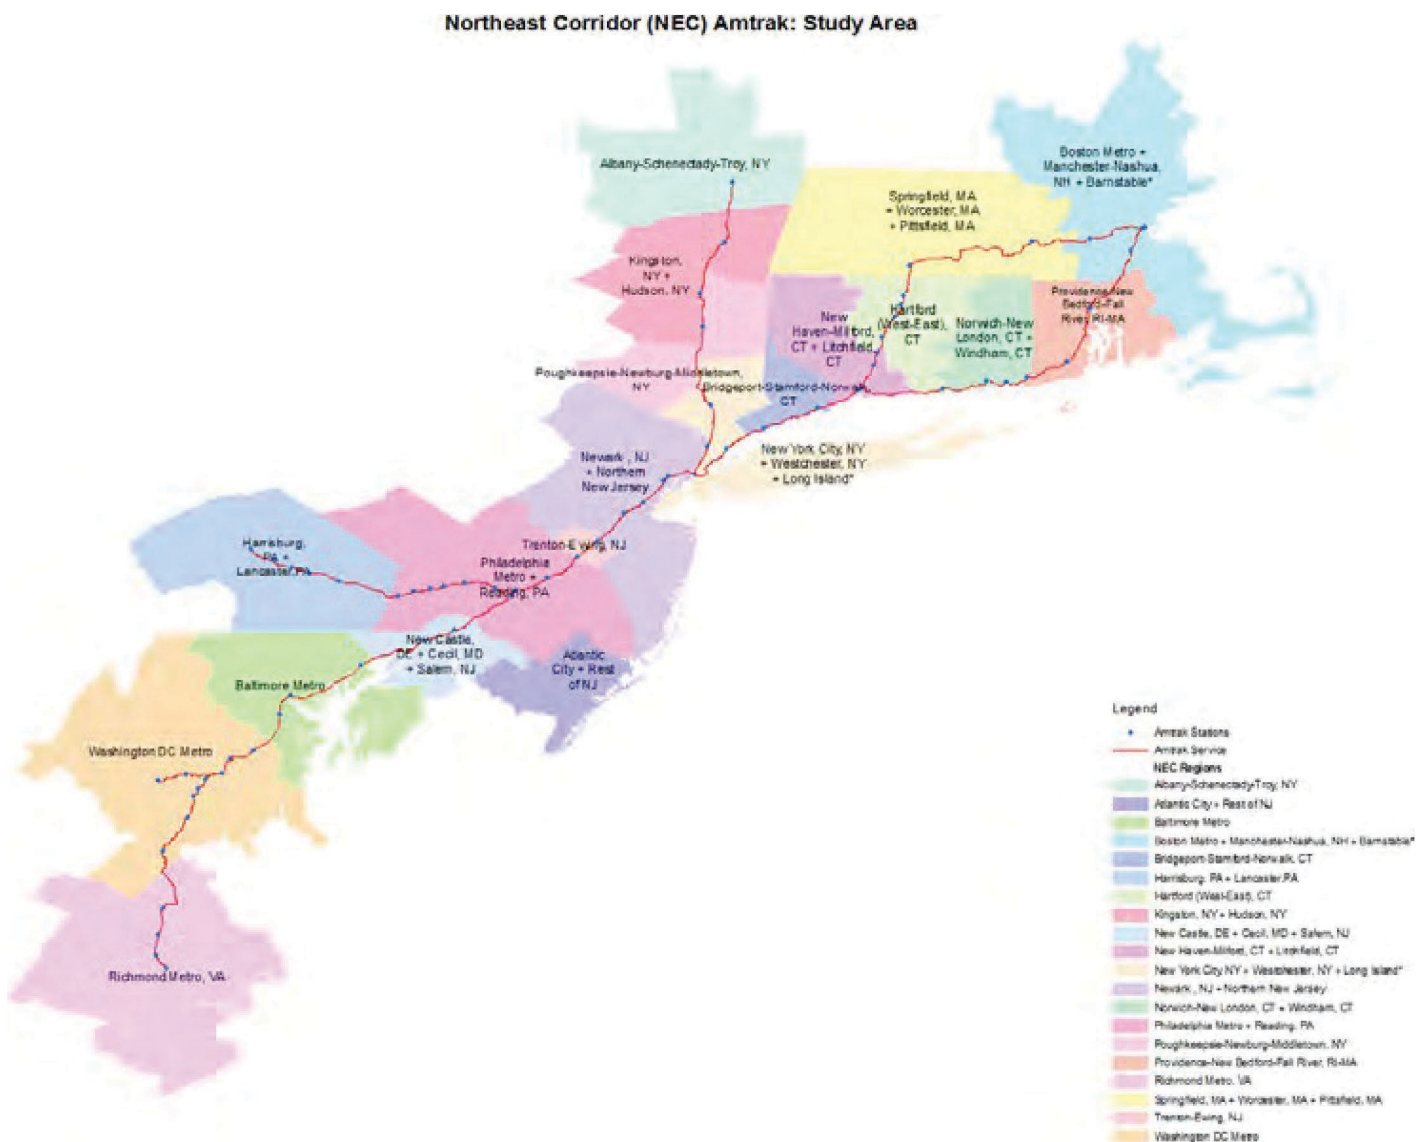 Northeast Corridor (NEC) Amtrak: Study Area
Albany-Schenectady-Troy, NY
Boston Metro +
Manchester-Nashua,
NH + Barnstable*
Springfield, MA
+ Worcester, MA
+ Pittsfield, MA
Kingston,
NY +
Hudson, NY
Providence-New
Bedford-Fall
River, RI-MA
New
Haven-Milford,
CT + Litchfield,
CT
Hartford
(West-East),
CT
Norwich-New
London, CT +
Windham, CT
Poughkeepsie-Newburg-Middletown,
NY
Bridgeport-Stamford-Norwalk,
CT
New York City, NY
+ Westchester, NY
+ Long Island*
Newark , NJ
+ Northern
New Jersey
Trenton-Ewing, NJ
Harrisburg,
PA +
Lancaster,PA
Philadelphia
Metro +
Reading, PA
New Castle,
DE + Cecil, MD
+ Salem, NJ
Atlantic
City + Rest
of NJ
Baltimore Metro
Washington DC Metro
Richmond Metro, VA
Legend
Amtrak Stations
Amtrak Service
NEC Regions
Albany-Schenectady-Troy, NY
Atlantic City + Rest of NJ
Baltimore Metro
Boston Metro + Manchester-Nashua, NH + Barnstable*
Bridgeport-Stamford-Norwalk, CT
Harrisburg, PA + Lancaster,PA
Hartford (West-East), CT
Kingston, NY + Hudson, NY
New Castle, DE + Cecil, MD + Salem, NJ
New Haven-Milford, CT + Litchfield, CT
New York City NY + Westchester, NY + Long Island*
Newark , NJ + Northern New Jersey
Norwich-New London, CT + Windham, CT
Philadelphia Metro + Reading, PA
Poughkeepsie-Newburg-Middletown, NY
Providence-New Bedford-Fall River, RI-MA
Richmond Metro, VA
Springfield, MA + Worcester, MA + Pittsfield, MA
Trenton-Ewing, NJ
Washington DC Metro